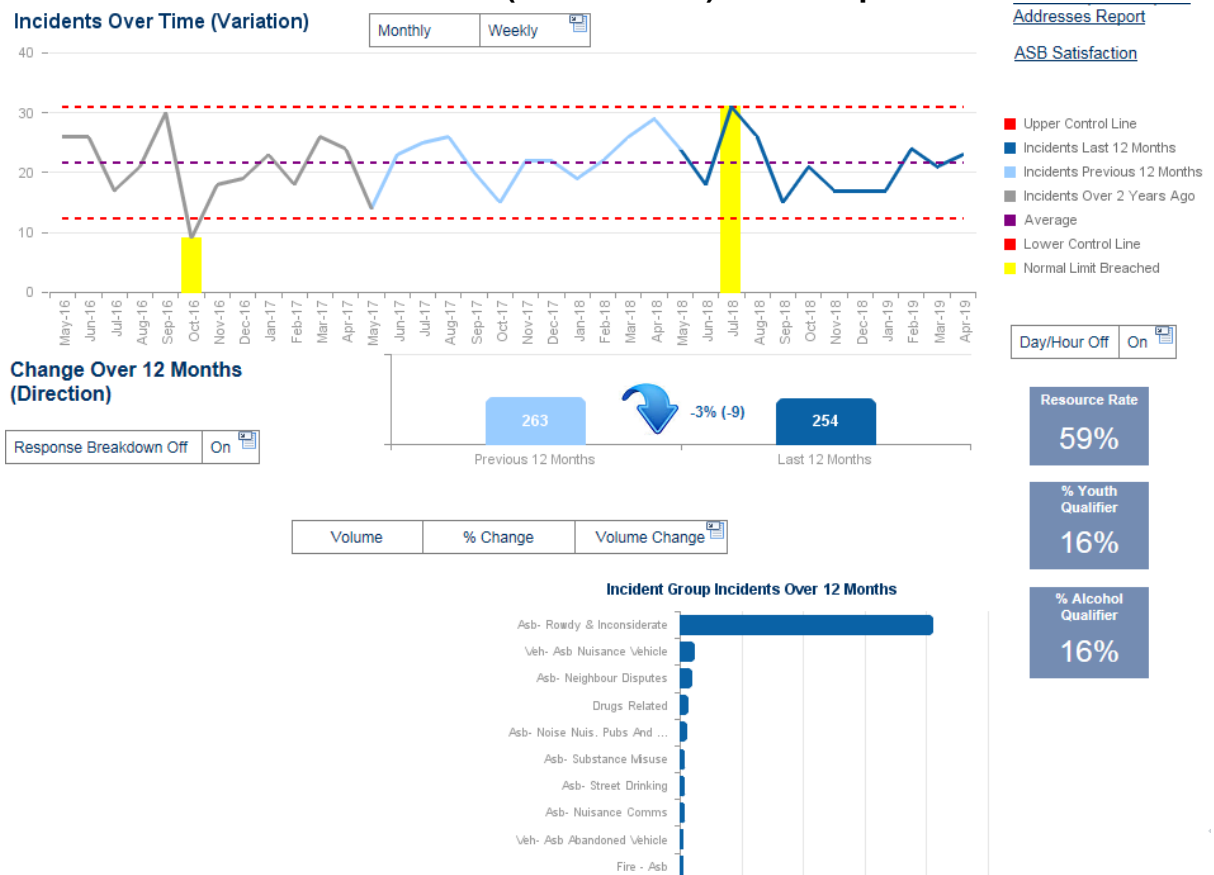 Addresses Report
Incidents Over Time (Variation)
Monthly
Weekly
ASB Satisfaction
40
30
20
10
0
May-16
Jun-16
Jul-16
Aug-16
Sep-16
Oct-16
Nov-16
Dec-16
Jan-17
Feb-17
Mar-17
Apr-17
May-17
Jun-17
Jul-17
Aug-17
Sep-17
Oct-17
Nov-17
Dec-17
Jan-18
Feb-18
Mar-18
Apr-18
May-18
Jun-18
Jul-18
Aug-18
Sep-18
Oct-18
Nov-18
Dec-18
Jan-19
Feb-19
Mar-19
Apr-19
Upper Control Line
Incidents Last 12 Months
Incidents Previous 12 Months
Incidents Over 2 Years Ago
Average
Lower Control Line
Normal Limit Breached
Day/Hour Off
On
Change Over 12 Months
(Direction)
Response Breakdown Off
On
263
-3% (-9)
254
Previous 12 Months
Last 12 Months
Resource Rate
59%
% Youth
Qualifier
16%
% Alcohol
Qualifier
16%
Volume
% Change
Volume Change
Incident Group Incidents Over 12 Months
Asb- Rowdy & Inconsiderate
Veh- Asb Nuisance Vehicle
Asb- Neighbour Disputes
Drugs Related
Asb- Noise Nuis. Pubs And ...
Asb- Substance Misuse
Asb- Street Drinking
Asb- Nuisance Comms
Veh- Asb Abandoned Vehicle
Fire - Asb